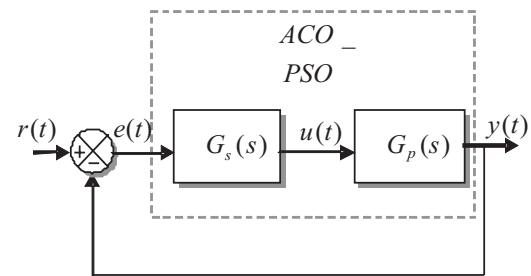 ACO _
PSO
r(t)
e(t)
G_s(s)
u(t)
G_p(s)
y(t)
+
−